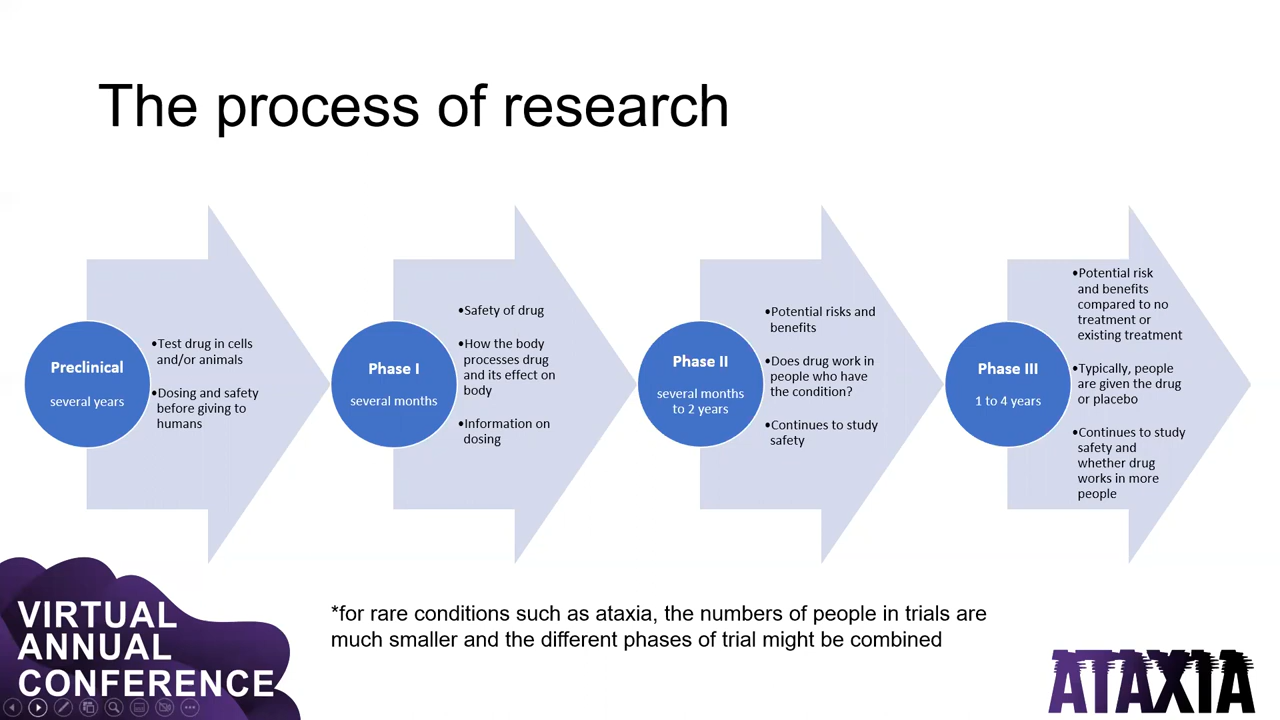 The process of research
Preclinical
several years
•Test drug in cells
and/or animals
•Dosing and safety
before giving to
humans
Phase I
several months
•Safety of drug
•How the body
processes drug
and its effect on
body
•Information on
dosing
Phase II
several months
to 2 years
•Potential risks and
benefits
•Does drug work in
people who have
the condition?
•Continues to study
safety
Phase III
1 to 4 years
•Potential risk
and benefits
compared to no
treatment or
existing treatment
•Typically, people
are given the drug
or placebo
•Continues to study
safety and
whether drug
works in more
people
*for rare conditions such as ataxia, the numbers of people in trials are
much smaller and the different phases of trial might be combined
VIRTUAL
ANNUAL
CONFERENCE
ATAXIA